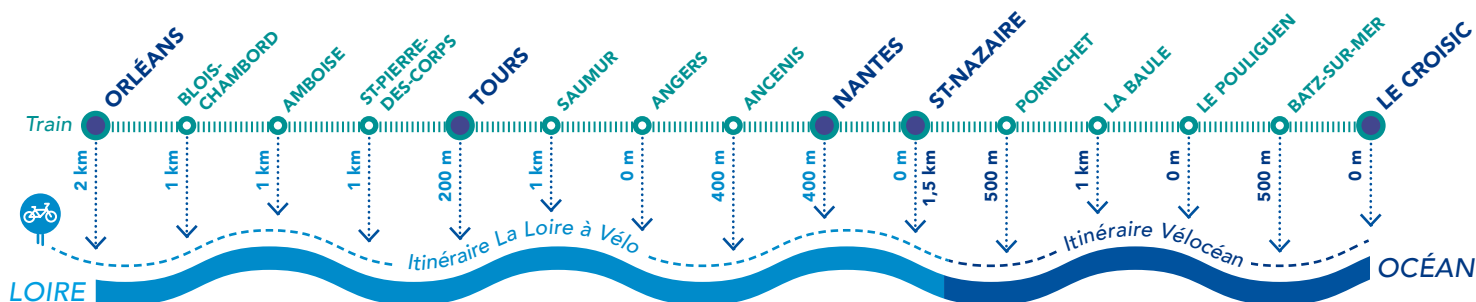 ORLÉANS
BLOIS-
CHAMBORD
AMBOISE
ST-PIERRE-
DES-CORPS
TOURS
SAUMUR
ANGERS
ANCENIS
NANTES
ST-NAZAIRE
PORNICHET
LA BAULE
LE POULIGUEN
BATZ-SUR-MER
LE CROISIC
Train
2 km
1 km
1 km
1 km
200 m
1 km
0 m
400 m
400 m
0 m
1,5 km
500 m
1 km
0 m
500 m
0 m
Itinéraire La Loire à Vélo
Itinéraire Vélocéan
LOIRE
OCÉAN